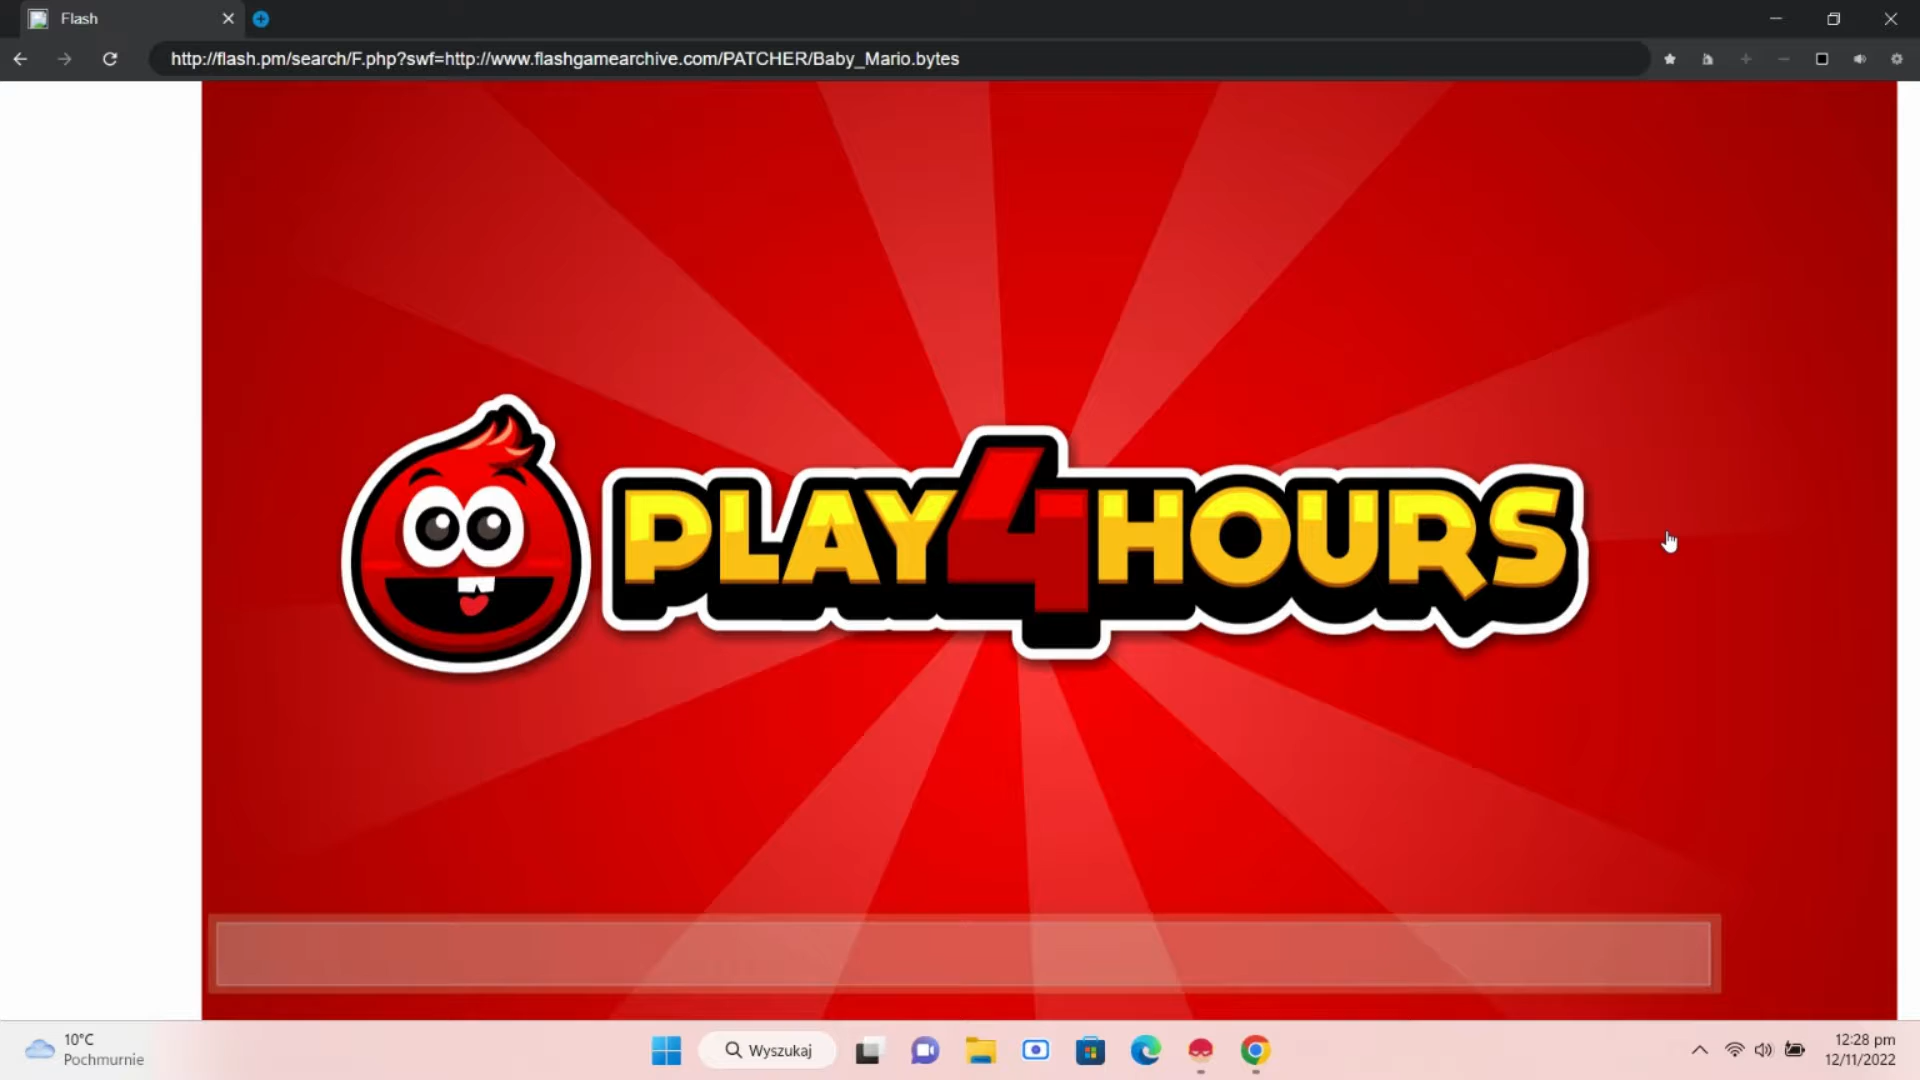 Flash
http://flash.pm/search/F.php?swf=http://www.flashgamearchive.com/PATCHER/Baby_Mario.bytes
PLAY4HOURS
10°C
Pochmurnie
Wyszukaj
12:28 pm
12/11/2022